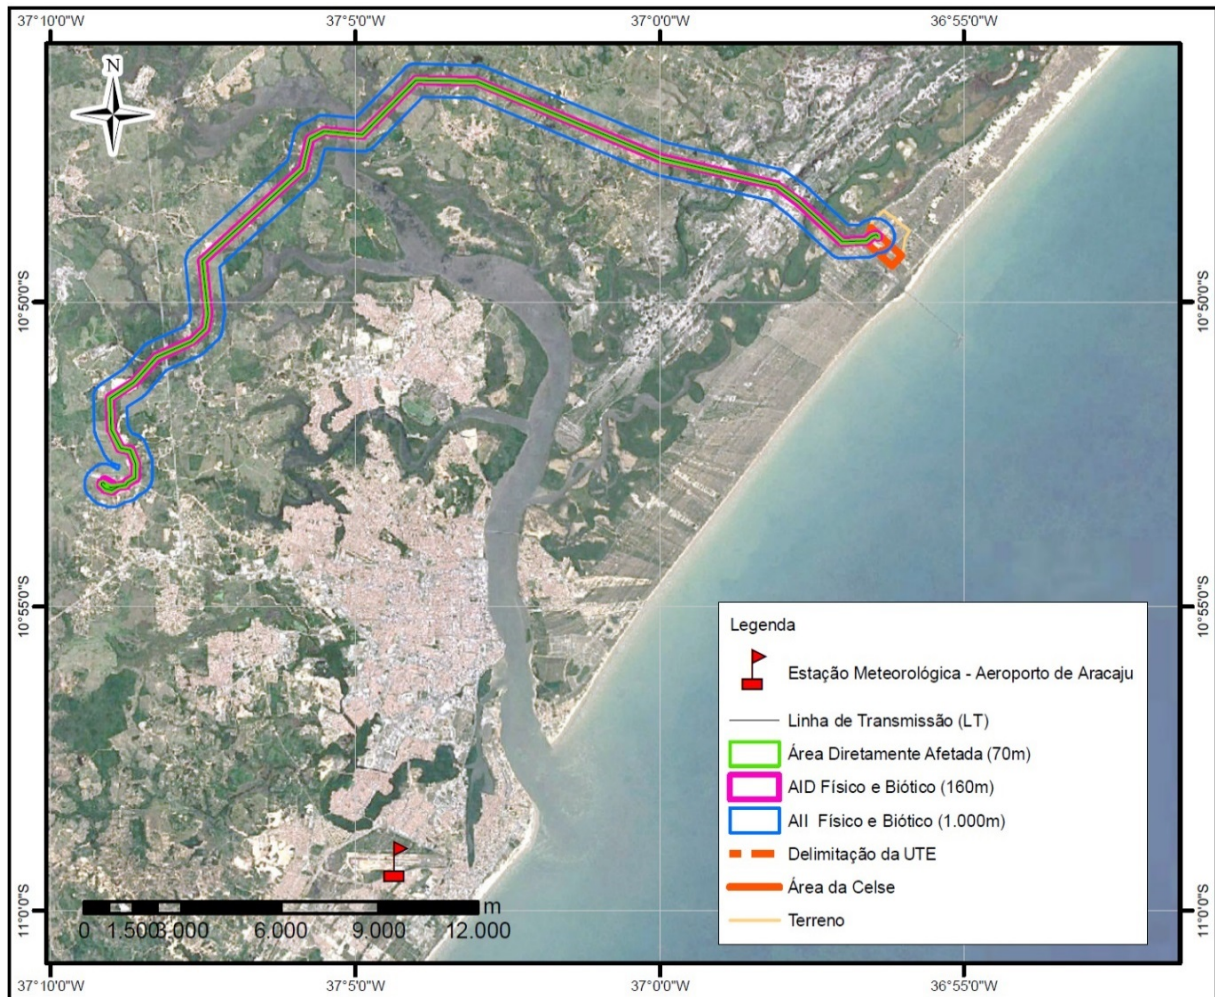 37°10'0"W 37°5'0"W 37°0'0"W 36°55'0"W
N
10°50'0"S 10°50'0"S
10°55'0"S 10°55'0"S
Legenda
Estação Meteorológica - Aeroporto de Aracaju
Linha de Transmissão (LT)
Área Diretamente Afetada (70m)
AID Físico e Biótico (160m)
AII Físico e Biótico (1.000m)
Delimitação da UTE
Área da Celse
Terreno
11°0'0"S 11°0'0"S
m
0 1.500 3.000 6.000 9.000 12.000
37°10'0"W 37°5'0"W 37°0'0"W 36°55'0"W